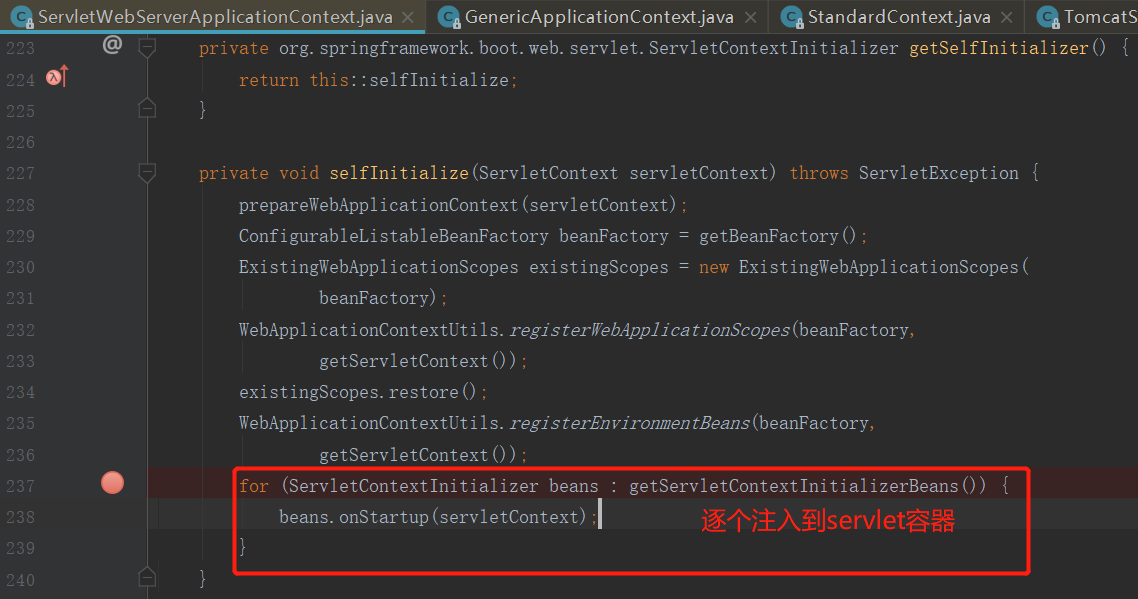 ServletWebServerApplicationContext.java × GenericApplicationContext.java × StandardContext.java × TomcatS
223 @ private org.springframework.boot.web.servlet.ServletContextInitializer getSelfInitializer() {
224 return this::selfInitialize;
225 }
226
227 private void selfInitialize(ServletContext servletContext) throws ServletException {
228 prepareWebApplicationContext(servletContext);
229 ConfigurableListableBeanFactory beanFactory = getBeanFactory();
230 ExistingWebApplicationScopes existingScopes = new ExistingWebApplicationScopes(
231 beanFactory);
232 WebApplicationContextUtils.registerWebApplicationScopes(beanFactory,
233 getServletContext());
234 existingScopes.restore();
235 WebApplicationContextUtils.registerEnvironmentBeans(beanFactory,
236 getServletContext());
237 for (ServletContextInitializer beans : getServletContextInitializerBeans()) {
238 beans.onStartup(servletContext); 逐个注入到servlet容器
239 }
240 }